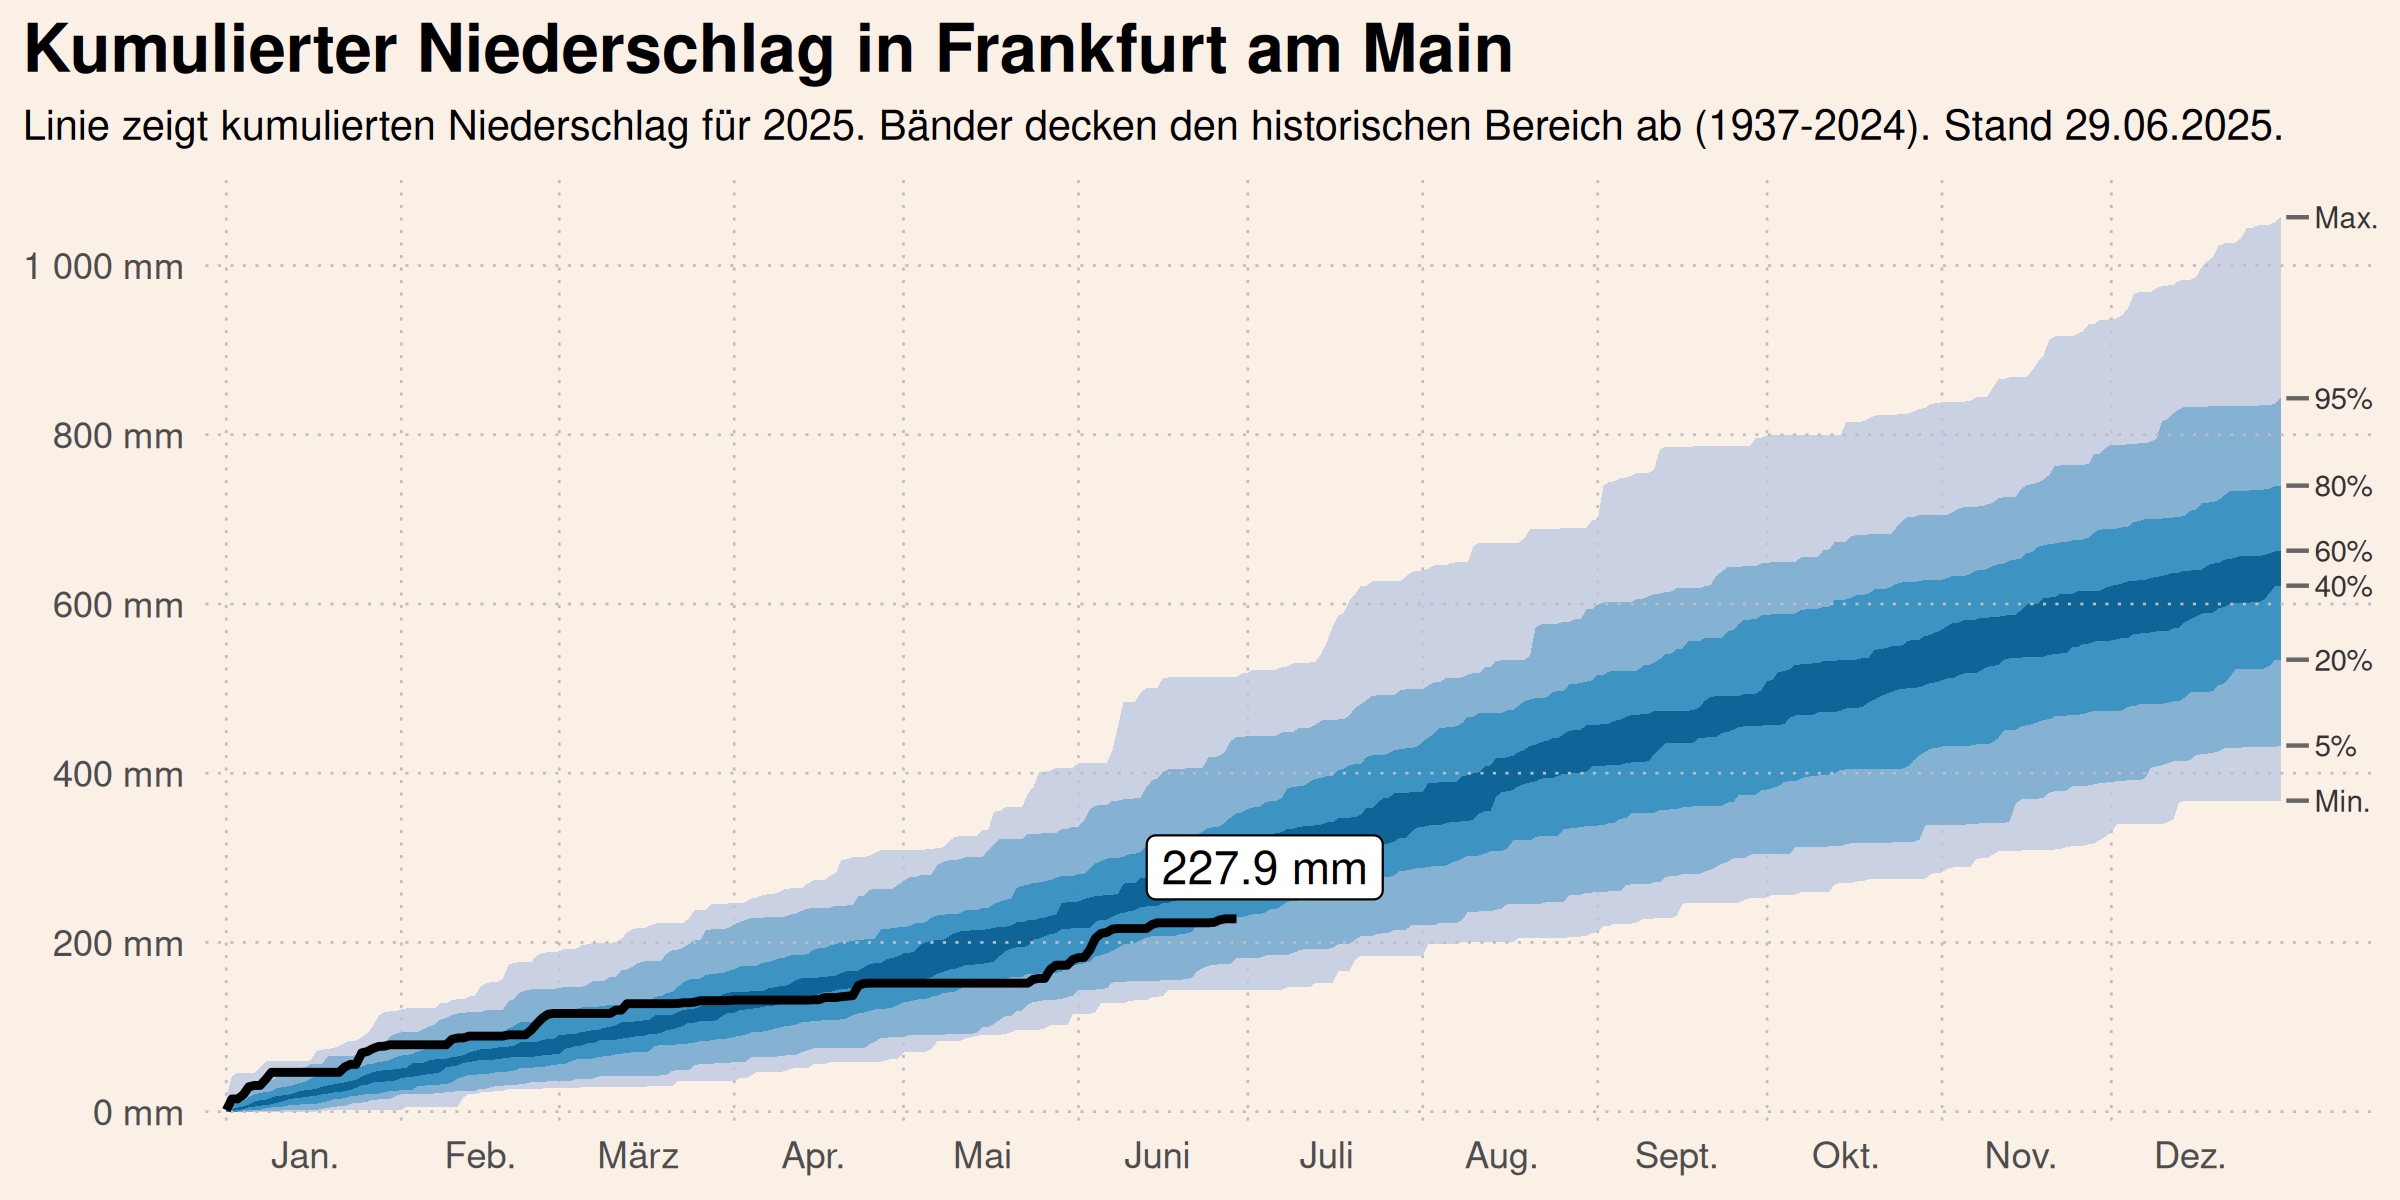 Kumulierter Niederschlag in Frankfurt am Main
Linie zeigt kumulierten Niederschlag für 2025. Bänder decken den historischen Bereich ab (1937-2024). Stand 29.06.2025.
1 000 mm
800 mm
600 mm
400 mm
200 mm
0 mm
Max.
95%
80%
60%
40%
20%
5%
Min.
227.9 mm
Jan. Feb. März Apr. Mai Juni Juli Aug. Sept. Okt. Nov. Dez.